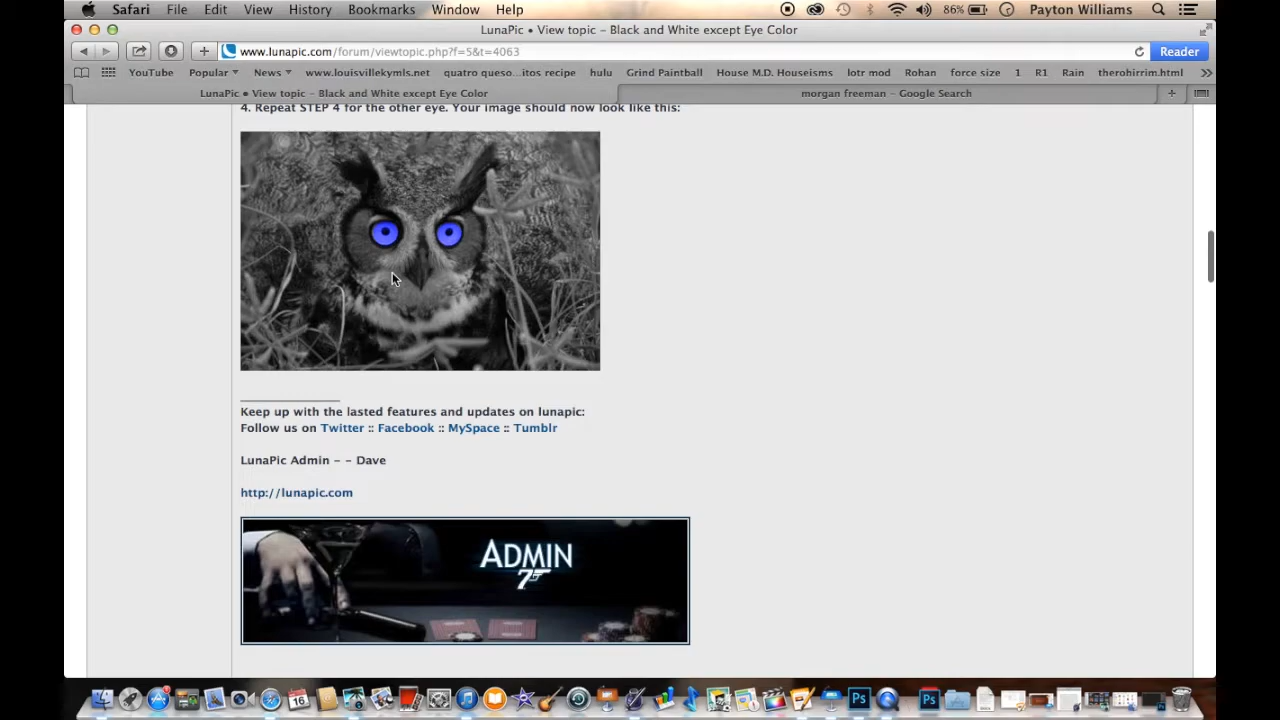 Safari File Edit View History Bookmarks Window Help 86% Payton Williams
LunaPic • View topic - Black and White except Eye Color
www.lunapic.com/forum/viewtopic.php?f=5&t=4063 Reader
YouTube Popular News www.louisvillekymls.net quatro queso...itos recipe hulu Grind Paintball House M.D. Houseisms lotr mod Rohan force size 1 R1 Rain therohirrim.html
LunaPic • View topic - Black and White except Eye Color morgan freeman - Google Search
4. Repeat STEP 4 for the other eye. Your image should now look like this:
Keep up with the lasted features and updates on lunapic:
Follow us on Twitter :: Facebook :: MySpace :: Tumblr
LunaPic Admin - - Dave
http://lunapic.com
ADMIN
7
16 Ps Ps